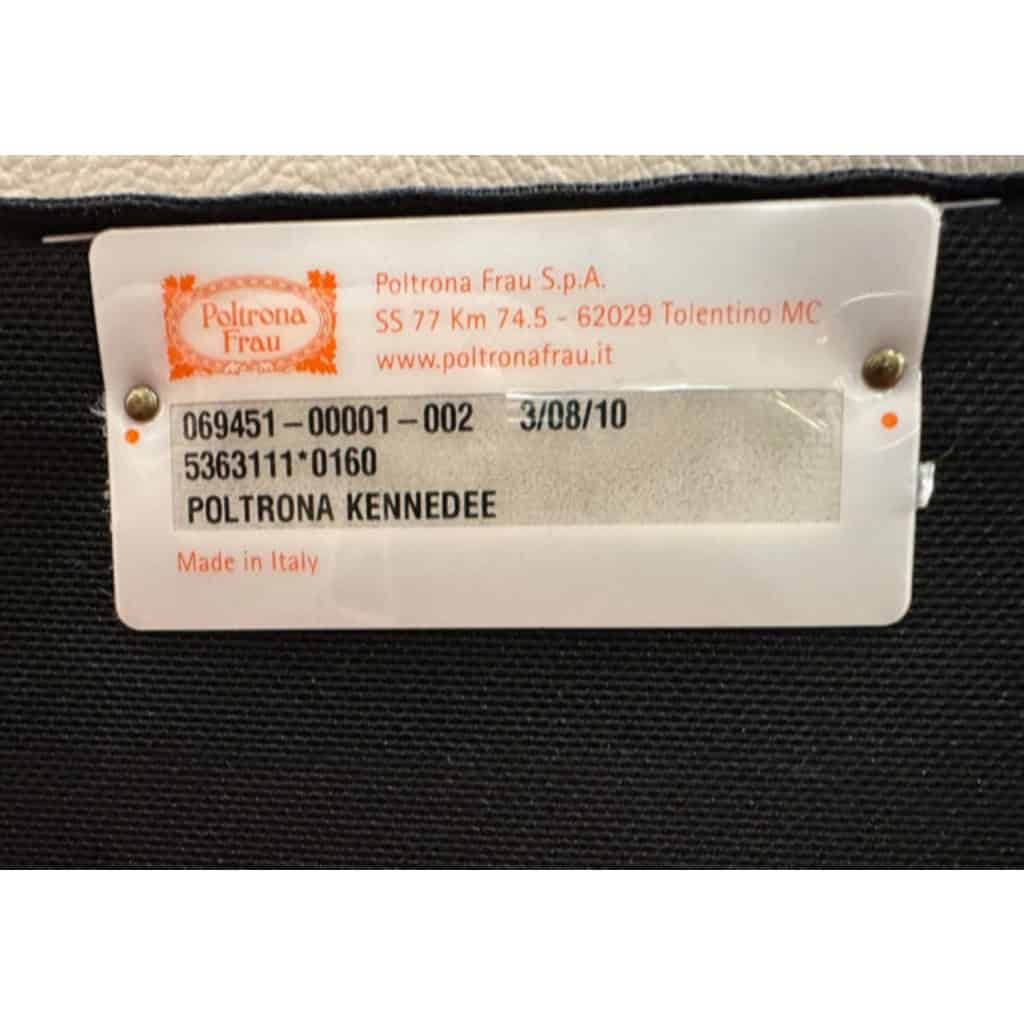 Poltrona
Frau
Poltrona Frau S.p.A.
SS 77 Km 74.5 - 62029 Tolentino MC
www.poltronafrau.it
069451-00001-002 3/08/10
5363111*0160
POLTRONA KENNEDEE
Made in Italy